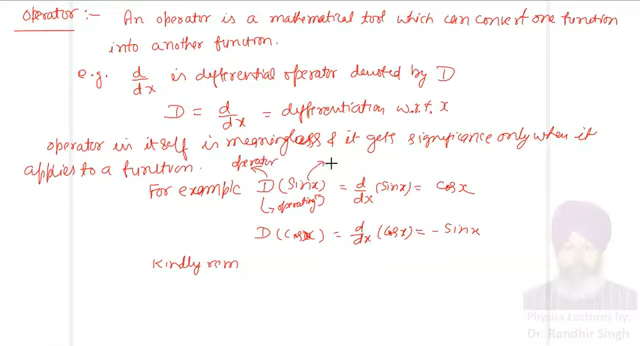 operator :- An operator is a mathematical tool which can convert one function
into another function.
e.g. d/dx is differential operator denoted by D
D = d/dx = differentiation w.r.t. x
operator in itself is meaningless & it gets significance only when it
applies to a function.
operator
For example D (Sinx) = d/dx (Sinx) = Cosx
(operating)
D (Cosx) = d/dx (Cosx) = - Sinx
Kindly rem
Physics Lectures by:
Dr. Randhir Singh